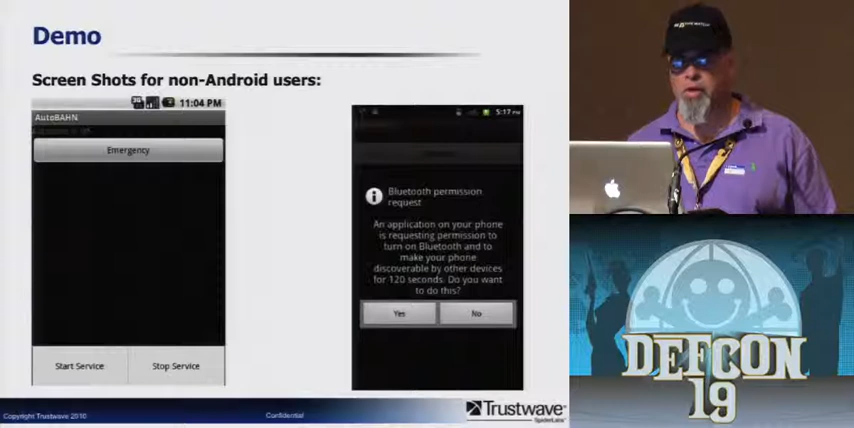 Demo
Screen Shots for non-Android users:
3G 11:04 PM
AutoBAHN
Emergency
Start Service
Stop Service
5:17 PM
Bluetooth permission
request
An application on your phone
is requesting permission to
turn on Bluetooth and to
make your phone
discoverable by other devices
for 120 seconds. Do you want
to do this?
Yes
No
Copyright Trustwave 2010
Confidential
Trustwave
SpiderLabs
DEFCON
19